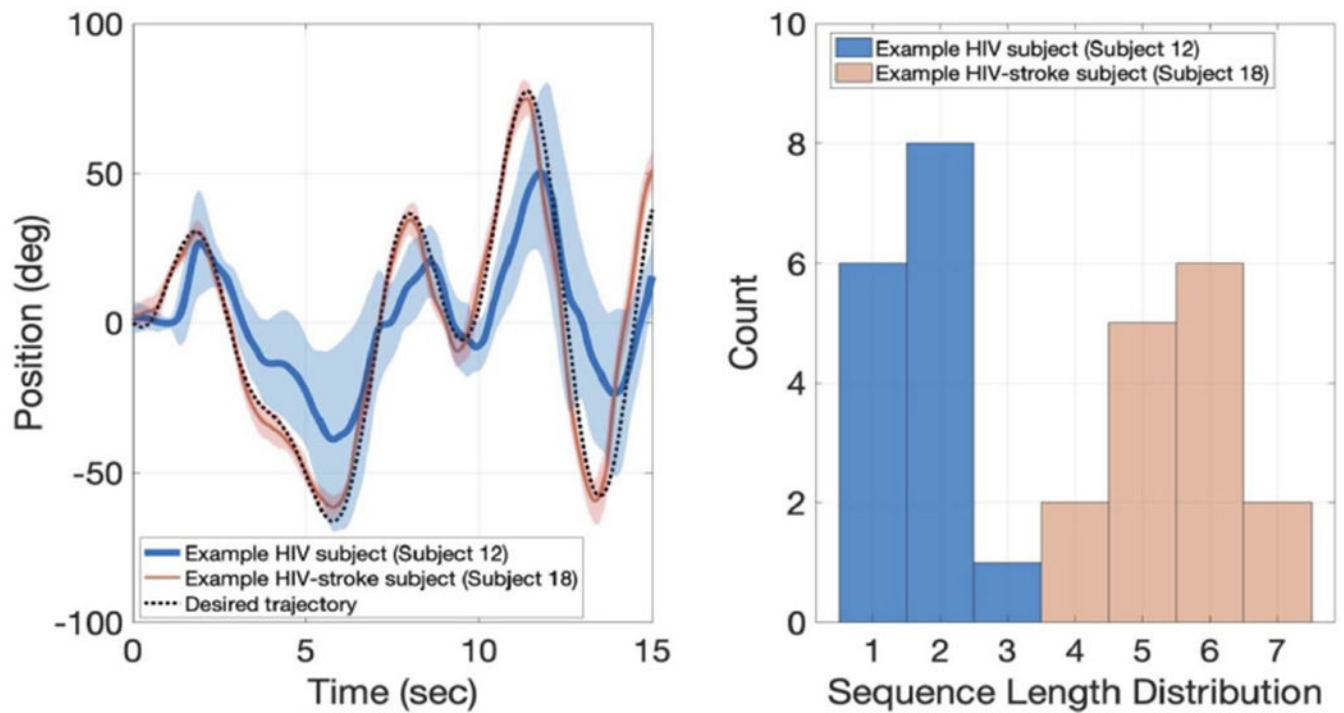 100
50
0
-50
-100
Position (deg)
0 5 10 15
Time (sec)
Example HIV subject (Subject 12)
Example HIV-stroke subject (Subject 18)
Desired trajectory
10
8
6
4
2
0
Count
Example HIV subject (Subject 12)
Example HIV-stroke subject (Subject 18)
1 2 3 4 5 6 7
Sequence Length Distribution